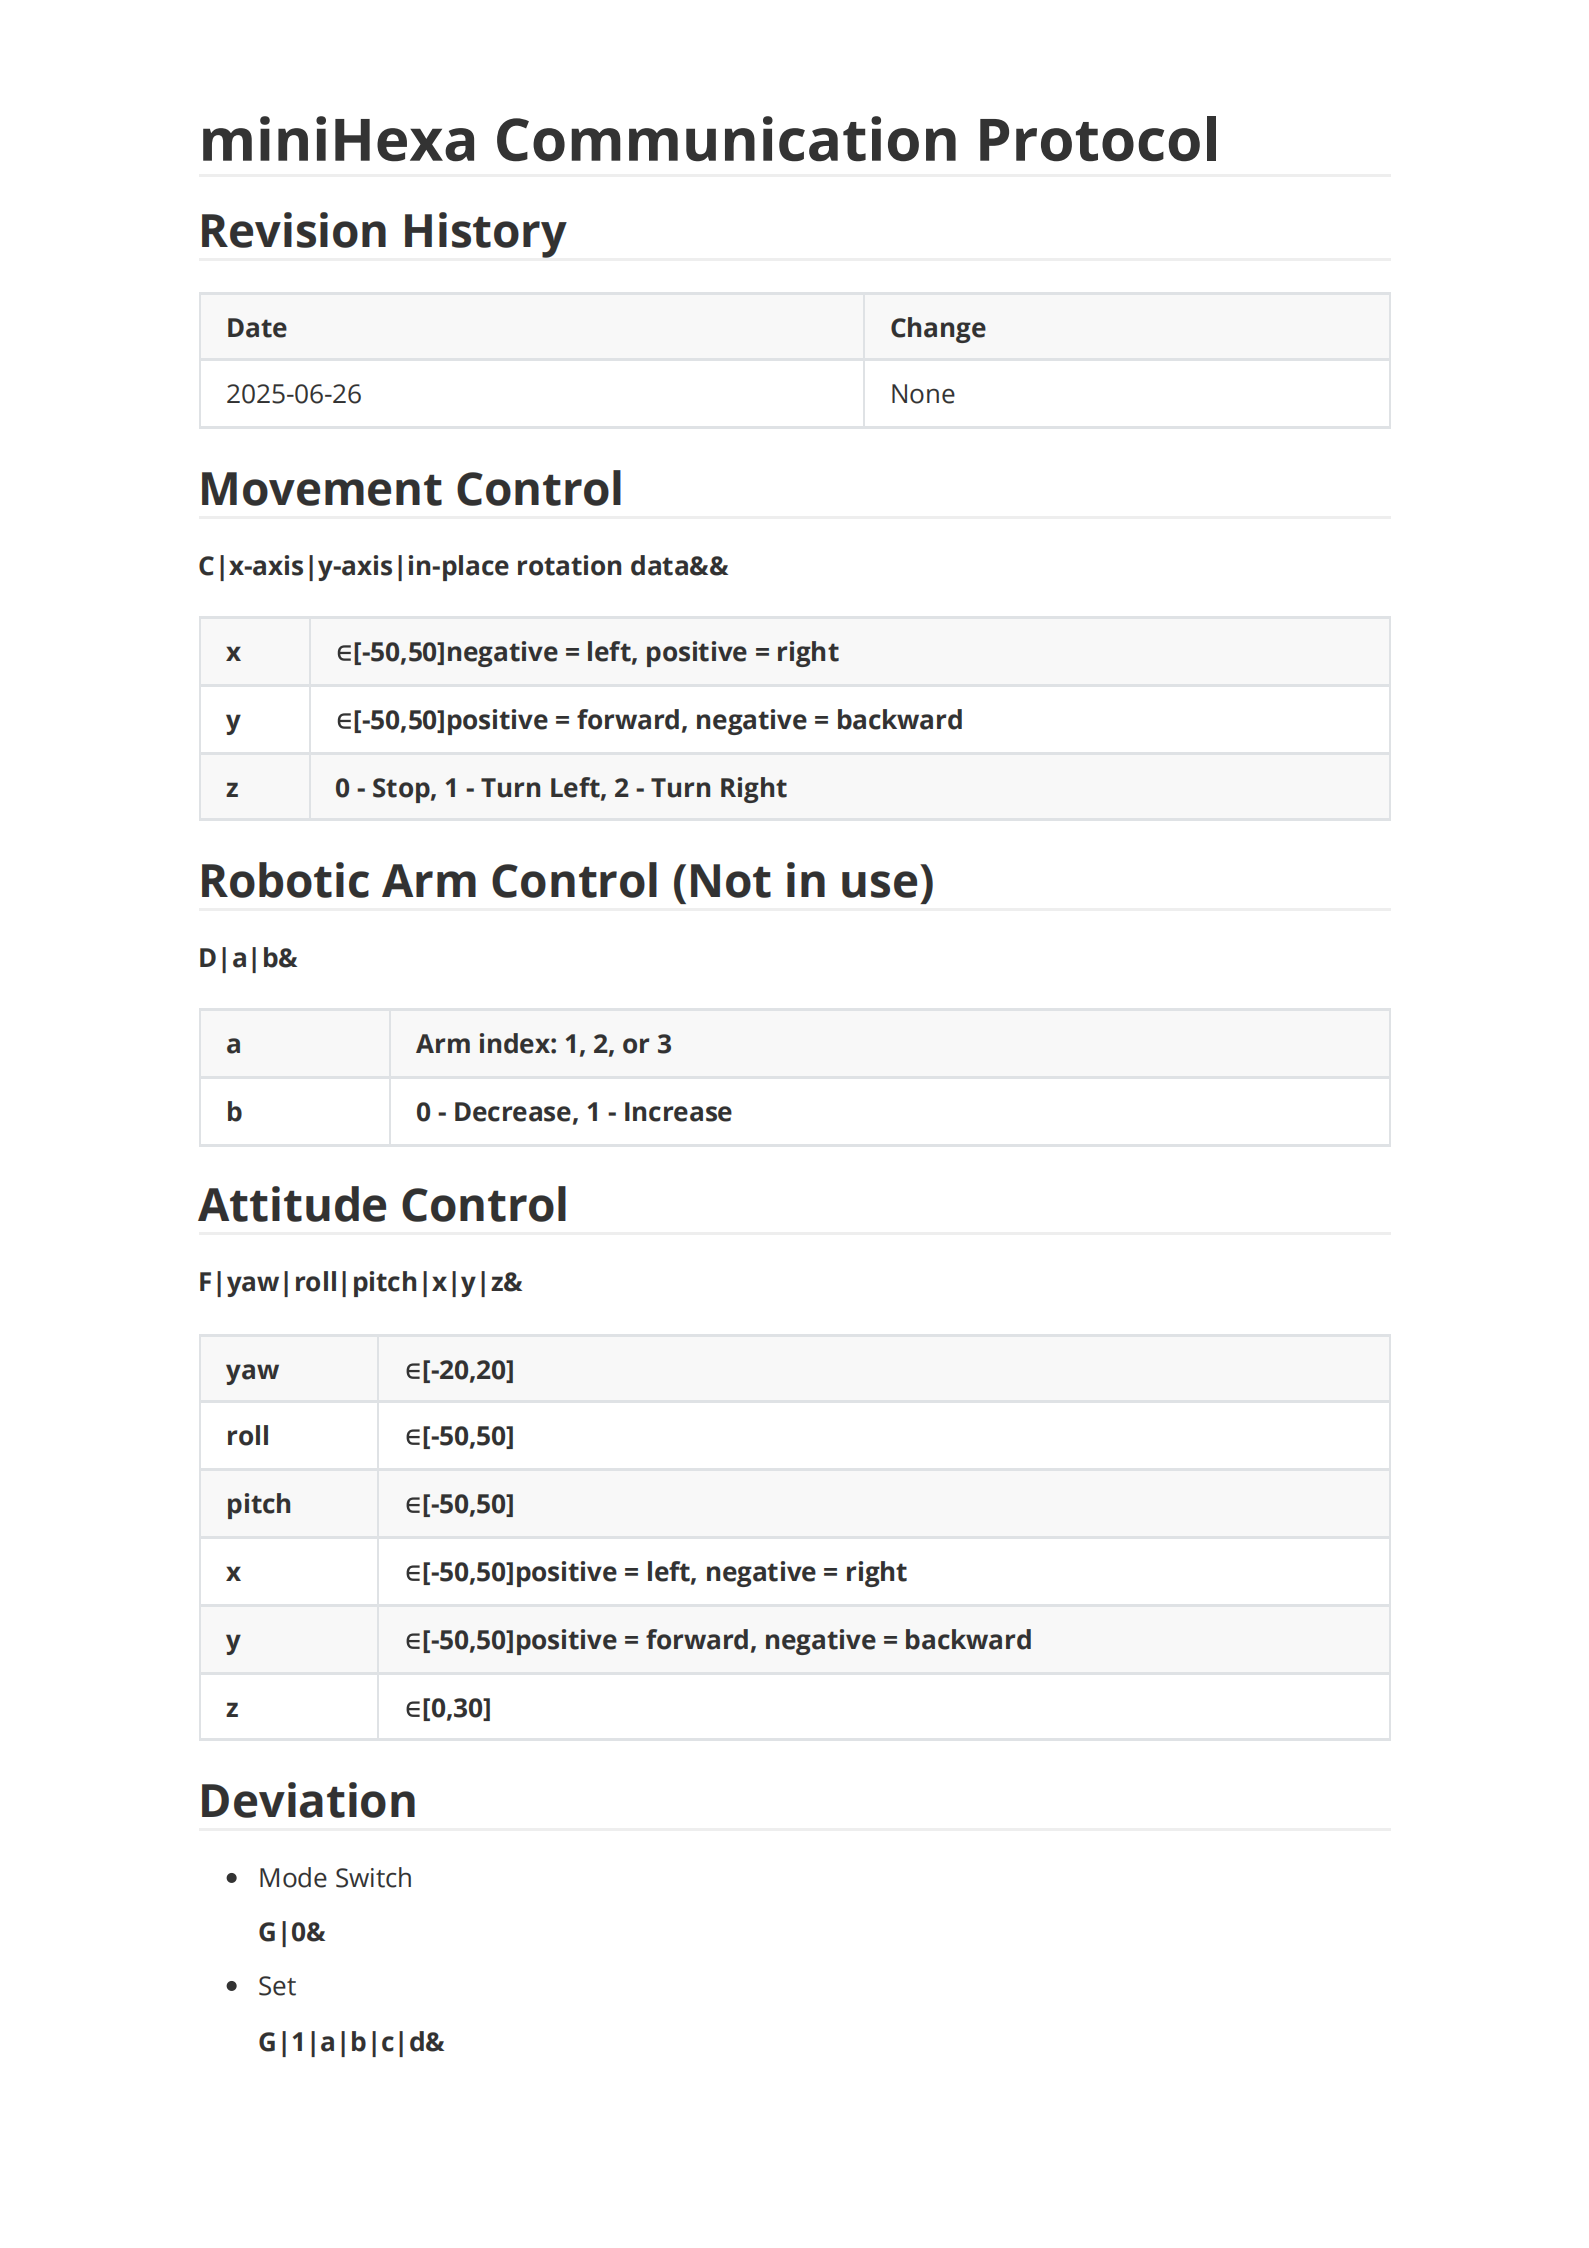 miniHexa Communication Protocol
Revision History
Date Change
2025-06-26 None
Movement Control
C|x-axis|y-axis|in-place rotation data&&
x ∈[-50,50]negative = left, positive = right
y ∈[-50,50]positive = forward, negative = backward
z 0 - Stop, 1 - Turn Left, 2 - Turn Right
Robotic Arm Control (Not in use)
D|a|b&
a Arm index: 1, 2, or 3
b 0 - Decrease, 1 - Increase
Attitude Control
F|yaw|roll|pitch|x|y|z&
yaw ∈[-20,20]
roll ∈[-50,50]
pitch ∈[-50,50]
x ∈[-50,50]positive = left, negative = right
y ∈[-50,50]positive = forward, negative = backward
z ∈[0,30]
Deviation
• Mode Switch
G|0&
• Set
G|1|a|b|c|d&